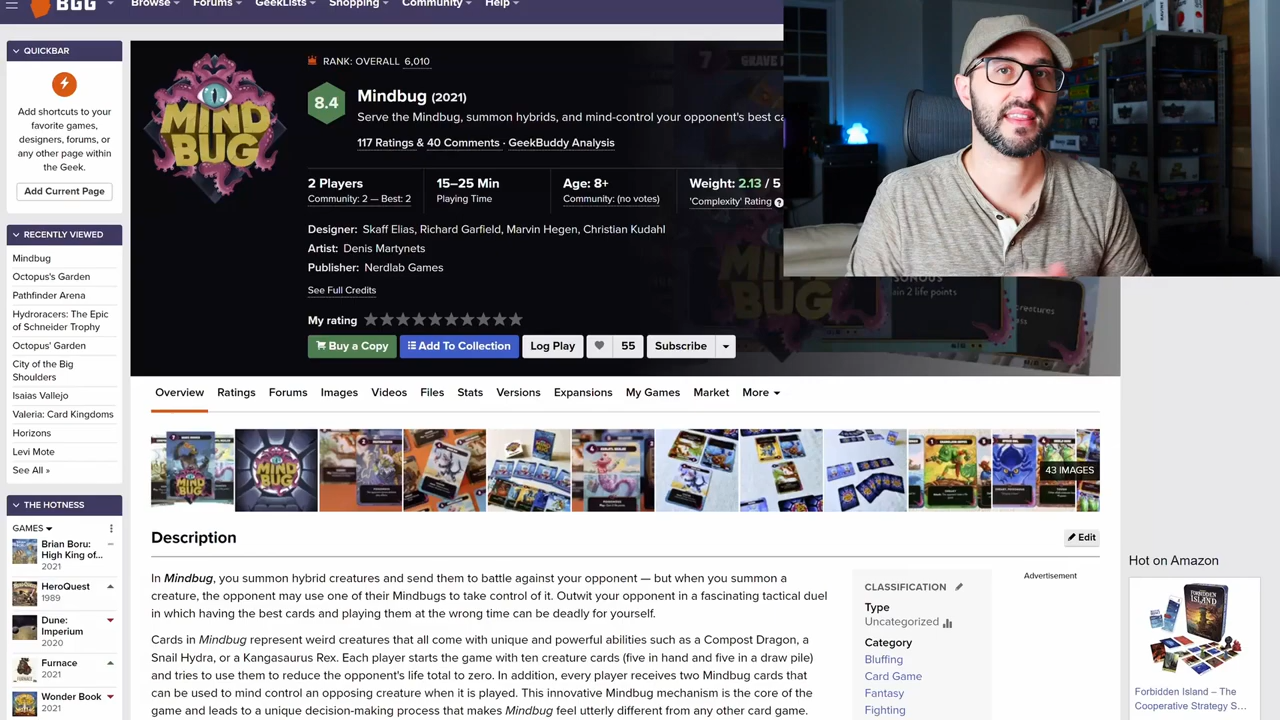 BGG
Browse
Forums
GeekLists
Shopping
Community
Help
QUICKBAR
Add shortcuts to your
favorite games,
designers, forums, or
any other page within
the Geek.
Add Current Page
RECENTLY VIEWED
Mindbug
Octopus's Garden
Pathfinder Arena
Hydroracers: The Epic
of Schneider Trophy
Octopus' Garden
City of the Big
Shoulders
Isaias Vallejo
Valeria: Card Kingdoms
Horizons
Levi Mote
See All »
THE HOTNESS
GAMES
Brian Boru:
High King of...
2021
HeroQuest
1989
Dune:
Imperium
2020
Furnace
2021
Wonder Book
2021
MIND
BUG
RANK: OVERALL 6,010
8.4
Mindbug (2021)
Serve the Mindbug, summon hybrids, and mind-control your opponent's best ca
117 Ratings & 40 Comments · GeekBuddy Analysis
2 Players
Community: 2 — Best: 2
15–25 Min
Playing Time
Age: 8+
Community: (no votes)
Weight: 2.13 / 5
'Complexity' Rating
Designer: Skaff Elias, Richard Garfield, Marvin Hegen, Christian Kudahl
Artist: Denis Martynets
Publisher: Nerdlab Games
See Full Credits
My rating
Buy a Copy
Add To Collection
Log Play
55
Subscribe
Overview
Ratings
Forums
Images
Videos
Files
Stats
Versions
Expansions
My Games
Market
More
43 IMAGES
Description
Edit
In Mindbug, you summon hybrid creatures and send them to battle against your opponent — but when you summon a
creature, the opponent may use one of their Mindbugs to take control of it. Outwit your opponent in a fascinating tactical duel
in which having the best cards and playing them at the wrong time can be deadly for yourself.
Cards in Mindbug represent weird creatures that all come with unique and powerful abilities such as a Compost Dragon, a
Snail Hydra, or a Kangasaurus Rex. Each player starts the game with ten creature cards (five in hand and five in a draw pile)
and tries to use them to reduce the opponent's life total to zero. In addition, every player receives two Mindbug cards that
can be used to mind control an opposing creature when it is played. This innovative Mindbug mechanism is the core of the
game and leads to a unique decision-making process that makes Mindbug feel utterly different from any other card game.
CLASSIFICATION
Type
Uncategorized
Category
Bluffing
Card Game
Fantasy
Fighting
Advertisement
Hot on Amazon
FORBIDDEN
ISLAND
Forbidden Island – The
Cooperative Strategy S...